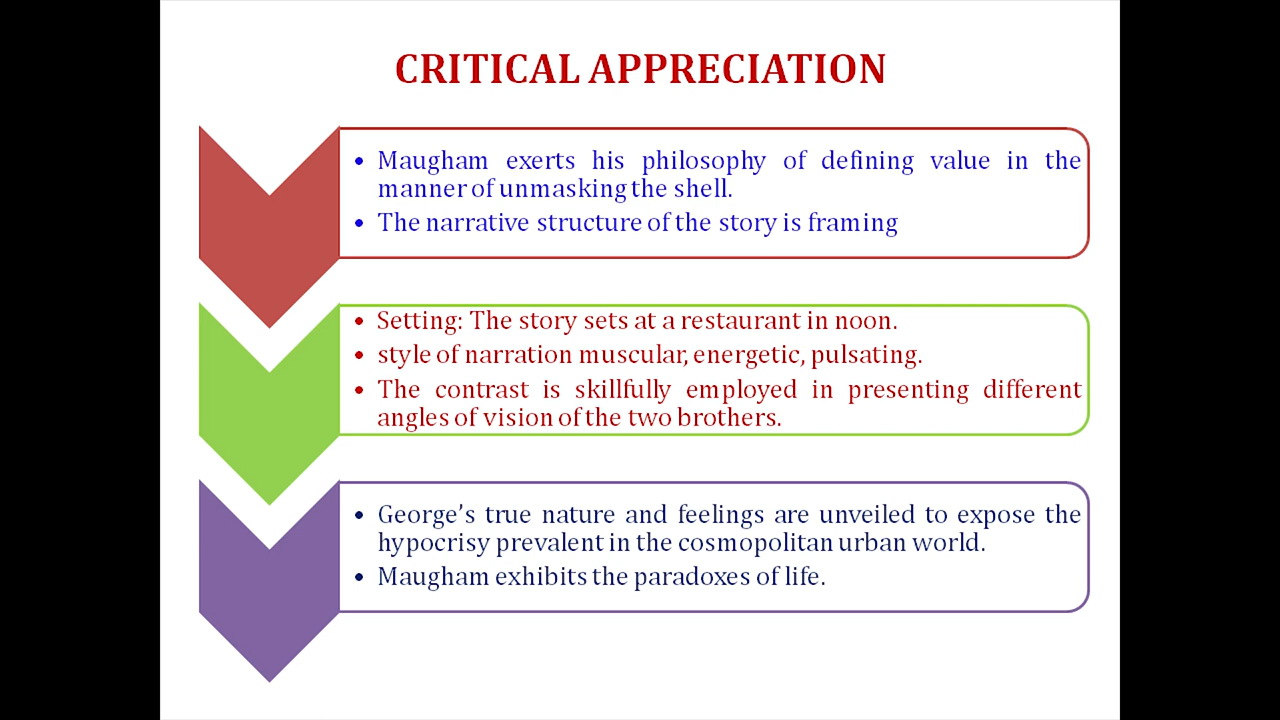 CRITICAL APPRECIATION
• Maugham exerts his philosophy of defining value in the
manner of unmasking the shell.
• The narrative structure of the story is framing
• Setting: The story sets at a restaurant in noon.
• style of narration muscular, energetic, pulsating.
• The contrast is skillfully employed in presenting different
angles of vision of the two brothers.
• George’s true nature and feelings are unveiled to expose the
hypocrisy prevalent in the cosmopolitan urban world.
• Maugham exhibits the paradoxes of life.